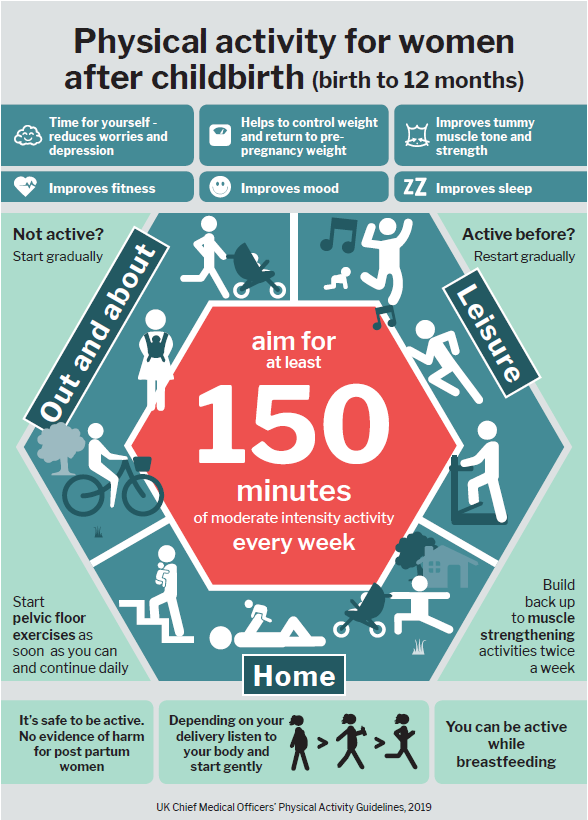 Physical activity for women
after childbirth (birth to 12 months)
Time for yourself -
reduces worries and
depression
Helps to control weight
and return to pre-
pregnancy weight
Improves tummy
muscle tone and
strength
Improves fitness
Improves mood
ZZ Improves sleep
Not active?
Start gradually
Active before?
Restart gradually
Out and about
Leisure
aim for
at least
150
minutes
of moderate intensity activity
every week
Start
pelvic floor
exercises as
soon as you can
and continue daily
Build
back up
to muscle
strengthening
activities twice
a week
Home
It's safe to be active.
No evidence of harm
for post partum
women
Depending on your
delivery listen to
your body and
start gently
> >
You can be active
while
breastfeeding
UK Chief Medical Officers' Physical Activity Guidelines, 2019